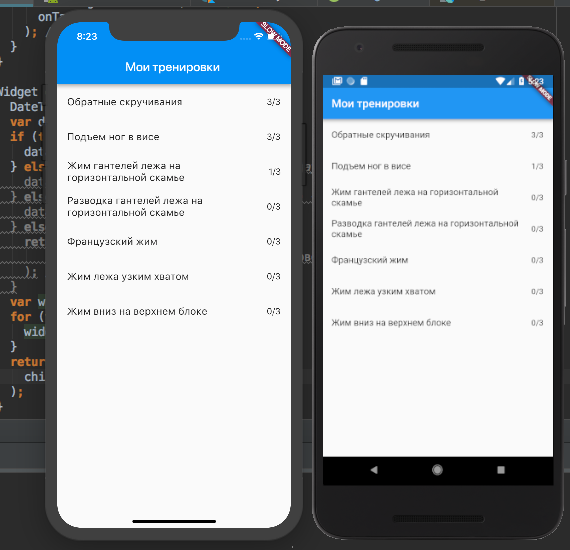 onTa
); /
}
}
Widget
DateT
var d
if (i
dat
} els
dat
} els
dat
} els
ret
);
}
var w
for (
wid
}
return
chi
);
}
8:23
SLOW MODE
Мои тренировки
Обратные скручивания 3/3
Подъем ног в висе 3/3
Жим гантелей лежа на
горизонтальной скамье 1/3
Разводка гантелей лежа на
горизонтальной скамье 0/3
Французский жим 0/3
Жим лежа узким хватом 0/3
Жим вниз на верхнем блоке 0/3
5:23
SLOW MODE
Мои тренировки
Обратные скручивания 3/3
Подъем ног в висе 1/3
Жим гантелей лежа на горизонтальной
скамье 0/3
Разводка гантелей лежа на горизонтальной
скамье 0/3
Французский жим 0/3
Жим лежа узким хватом 0/3
Жим вниз на верхнем блоке 0/3